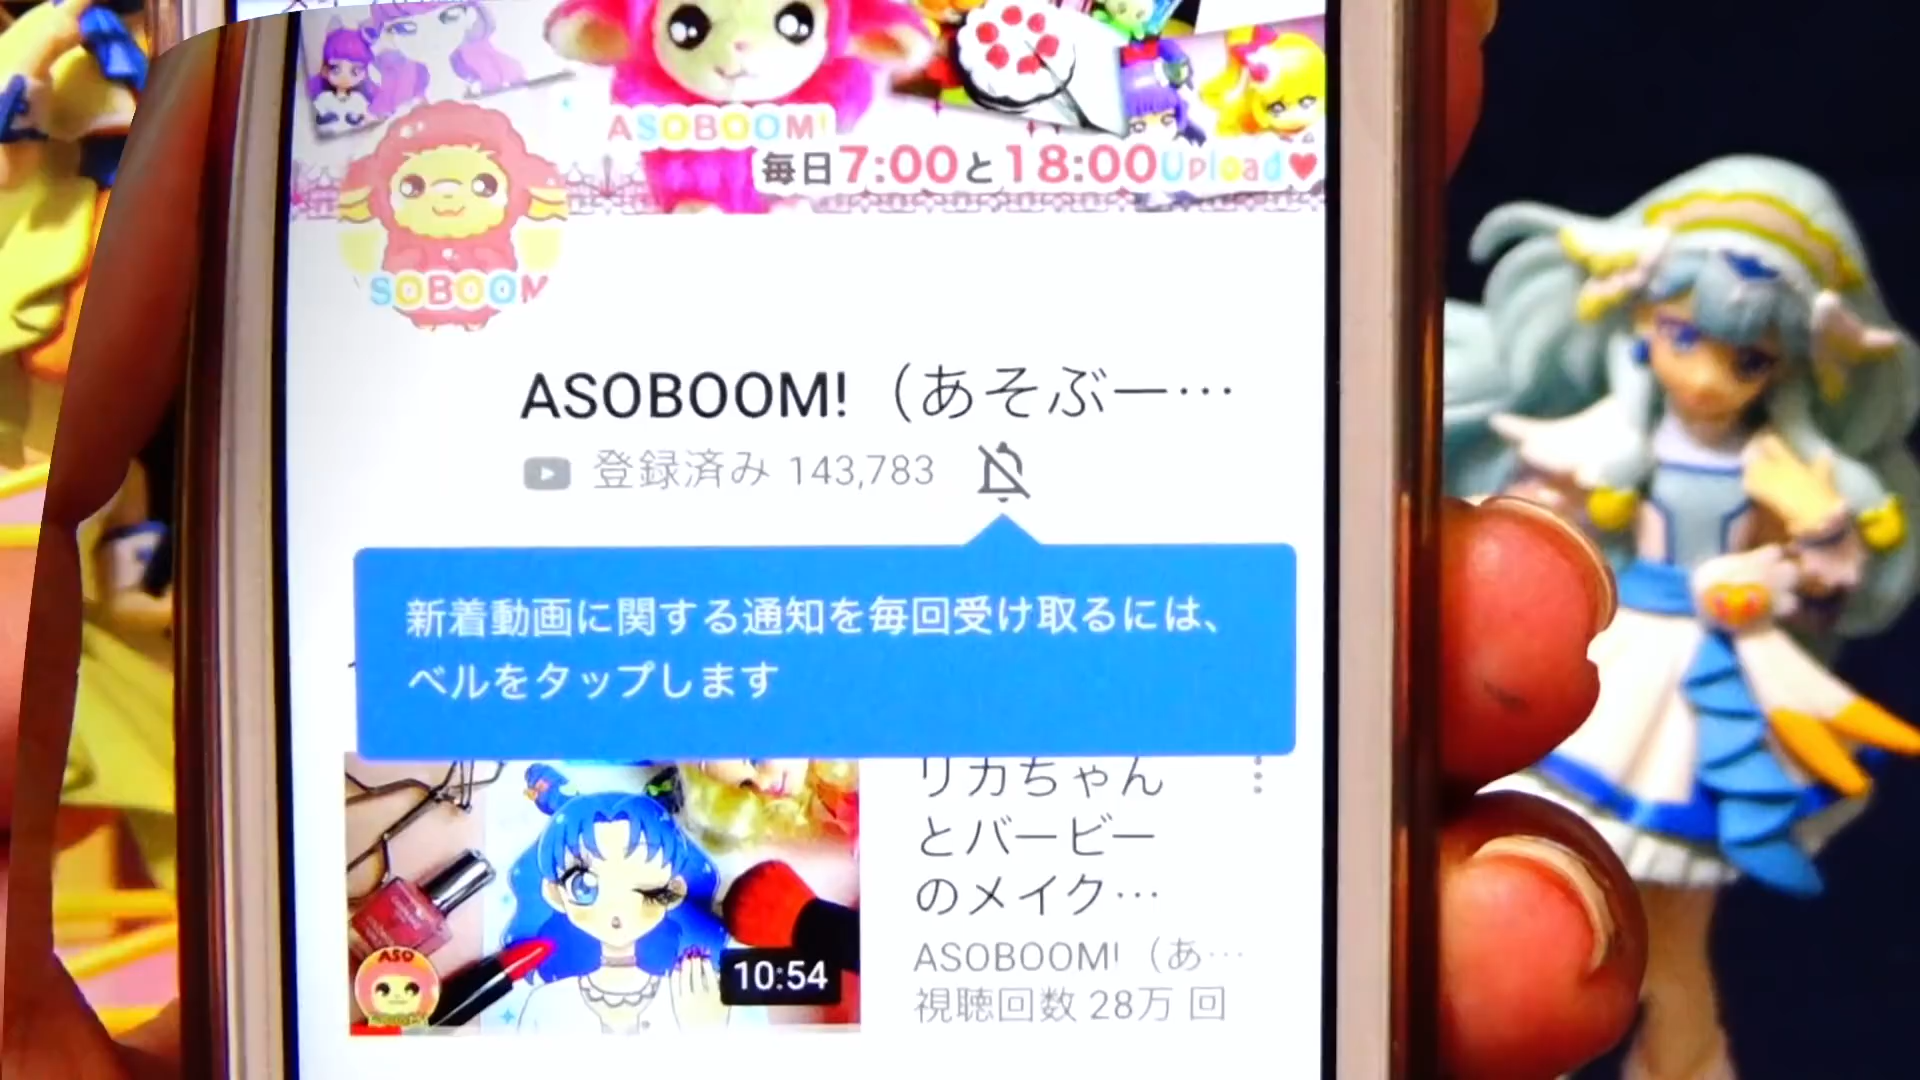 ASOBOOM!
毎日7:00と18:00Upload♥
SOBOOM
ASOBOOM!（あそぶー…
登録済み 143,783
新着動画に関する通知を毎回受け取るには、
ベルをタップします
リカちゃん
とバービー
のメイク…
ASOBOOM!（あ…
視聴回数 28万 回
ASO
10:54